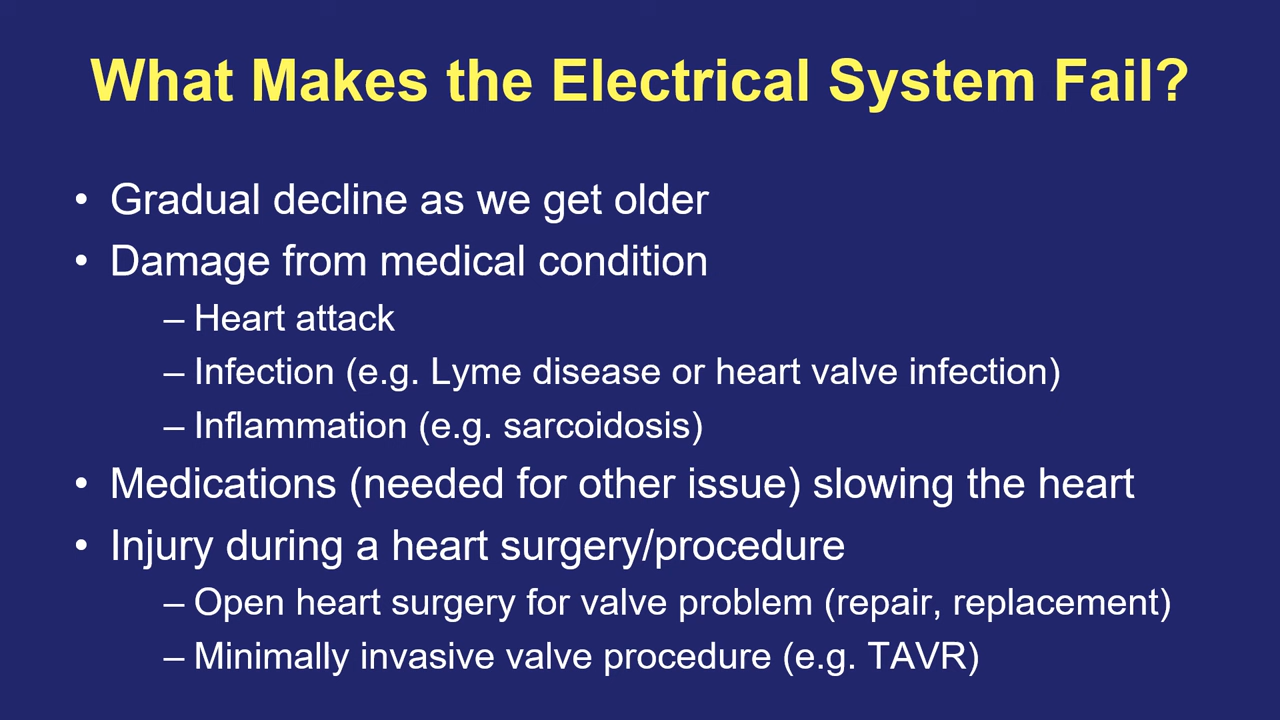 What Makes the Electrical System Fail?
• Gradual decline as we get older
• Damage from medical condition
– Heart attack
– Infection (e.g. Lyme disease or heart valve infection)
– Inflammation (e.g. sarcoidosis)
• Medications (needed for other issue) slowing the heart
• Injury during a heart surgery/procedure
– Open heart surgery for valve problem (repair, replacement)
– Minimally invasive valve procedure (e.g. TAVR)